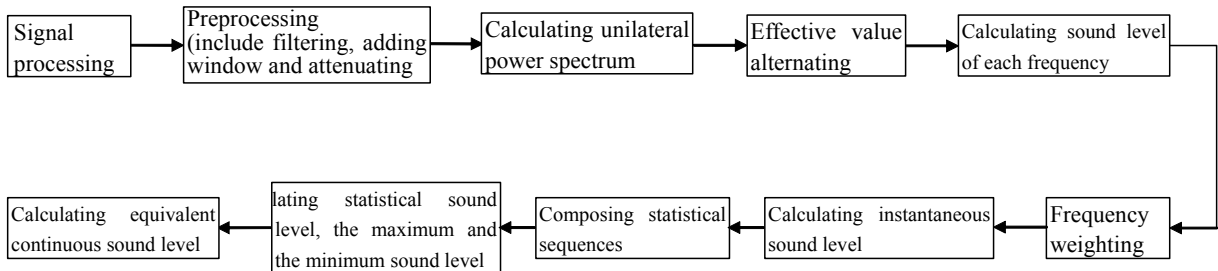 Signal
processing
Preprocessing
(include filtering, adding
window and attenuating
Calculating unilateral
power spectrum
Effective value
alternating
Calculating sound level
of each frequency
Calculating equivalent
continuous sound level
lating statistical sound
level, the maximum and
the minimum sound level
Composing statistical
sequences
Calculating instantaneous
sound level
Frequency
weighting